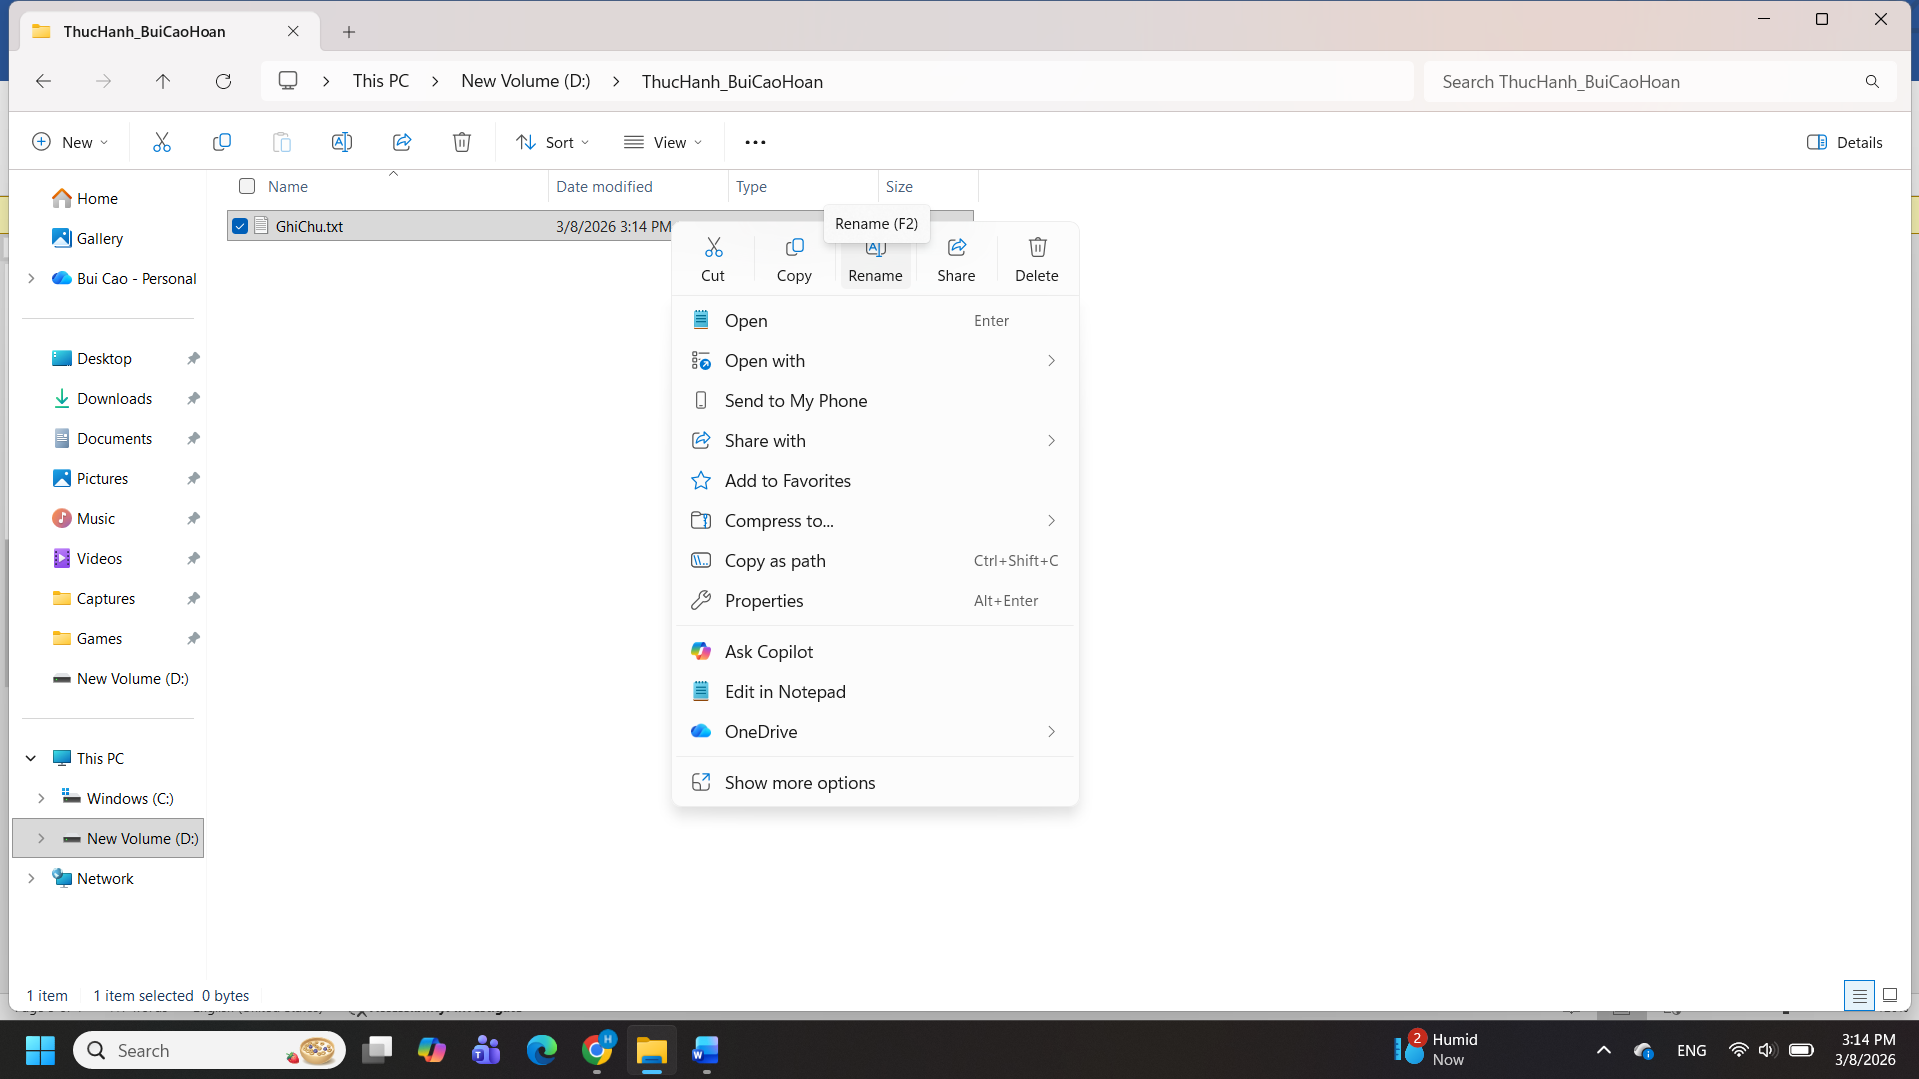 ThucHanh_BuiCaoHoan
This PC
New Volume (D:)
ThucHanh_BuiCaoHoan
Search ThucHanh_BuiCaoHoan
New
Sort
View
Details
Home
Gallery
Bui Cao - Personal
Desktop
Downloads
Documents
Pictures
Music
Videos
Captures
Games
New Volume (D:)
This PC
Windows (C:)
New Volume (D:)
Network
Name
Date modified
Type
Size
GhiChu.txt
3/8/2026 3:14 PM
Rename (F2)
Cut
Copy
Rename
Share
Delete
Open Enter
Open with
Send to My Phone
Share with
Add to Favorites
Compress to...
Copy as path Ctrl+Shift+C
Properties Alt+Enter
Ask Copilot
Edit in Notepad
OneDrive
Show more options
1 item
1 item selected 0 bytes
Search
H
2
Humid
Now
ENG
3:14 PM
3/8/2026